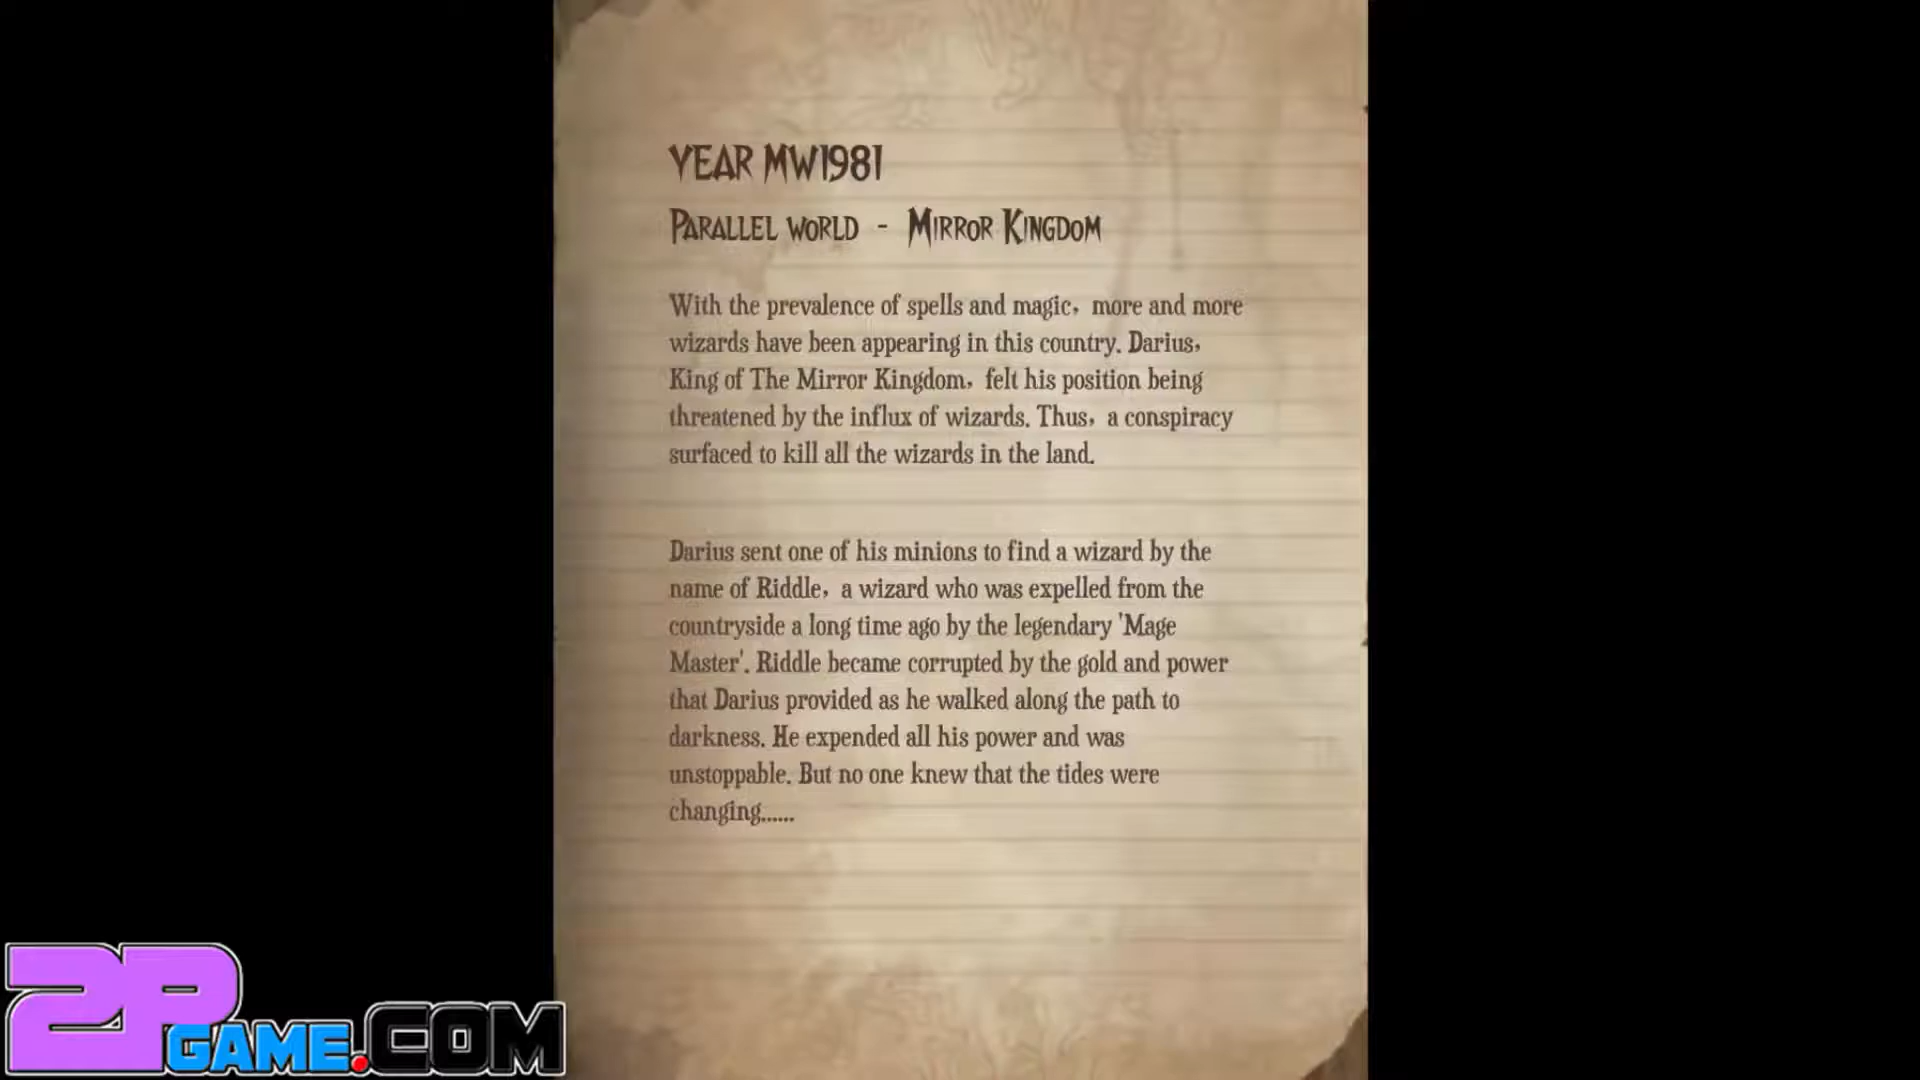 YEAR MW1981
PARALLEL WORLD - MIRROR KINGDOM
With the prevalence of spells and magic, more and more
wizards have been appearing in this country. Darius,
King of The Mirror Kingdom, felt his position being
threatened by the influx of wizards. Thus, a conspiracy
surfaced to kill all the wizards in the land.
Darius sent one of his minions to find a wizard by the
name of Riddle, a wizard who was expelled from the
countryside a long time ago by the legendary 'Mage
Master'. Riddle became corrupted by the gold and power
that Darius provided as he walked along the path to
darkness. He expended all his power and was
unstoppable. But no one knew that the tides were
changing......
2PGAME.COM